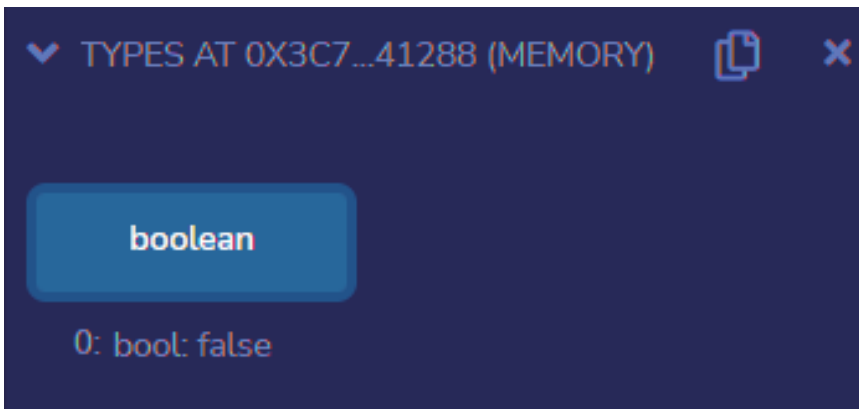 TYPES AT 0X3C7...41288 (MEMORY)
boolean
0: bool: false